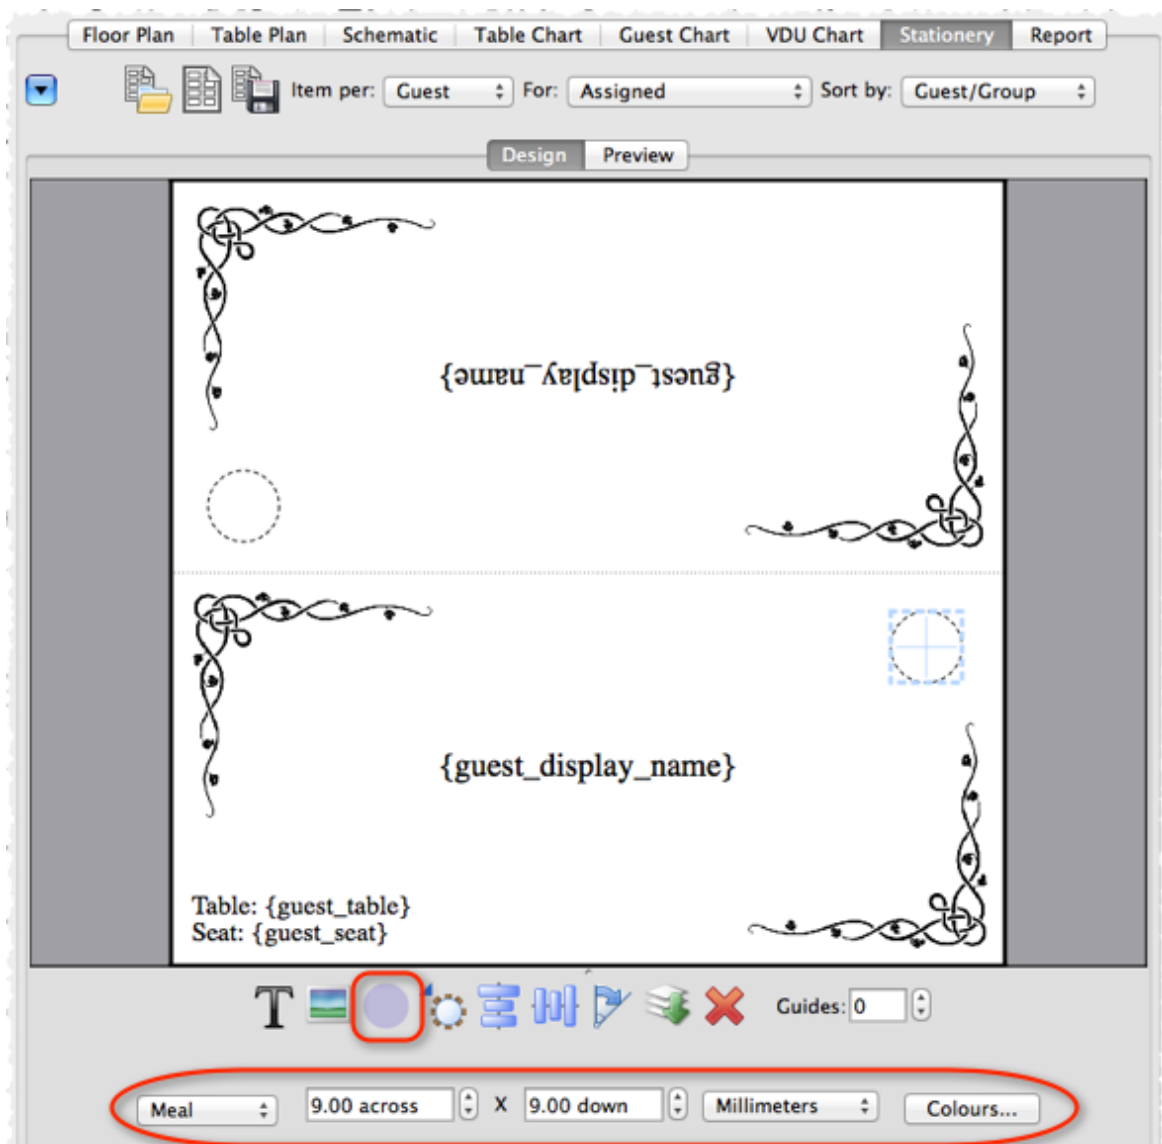 Floor Plan Table Plan Schematic Table Chart Guest Chart VDU Chart Stationery Report
Item per: Guest For: Assigned Sort by: Guest/Group
Design Preview
{guest_display_name}
{guest_display_name}
Table: {guest_table}
Seat: {guest_seat}
T Guides: 0
Meal 9.00 across X 9.00 down Millimeters Colours...